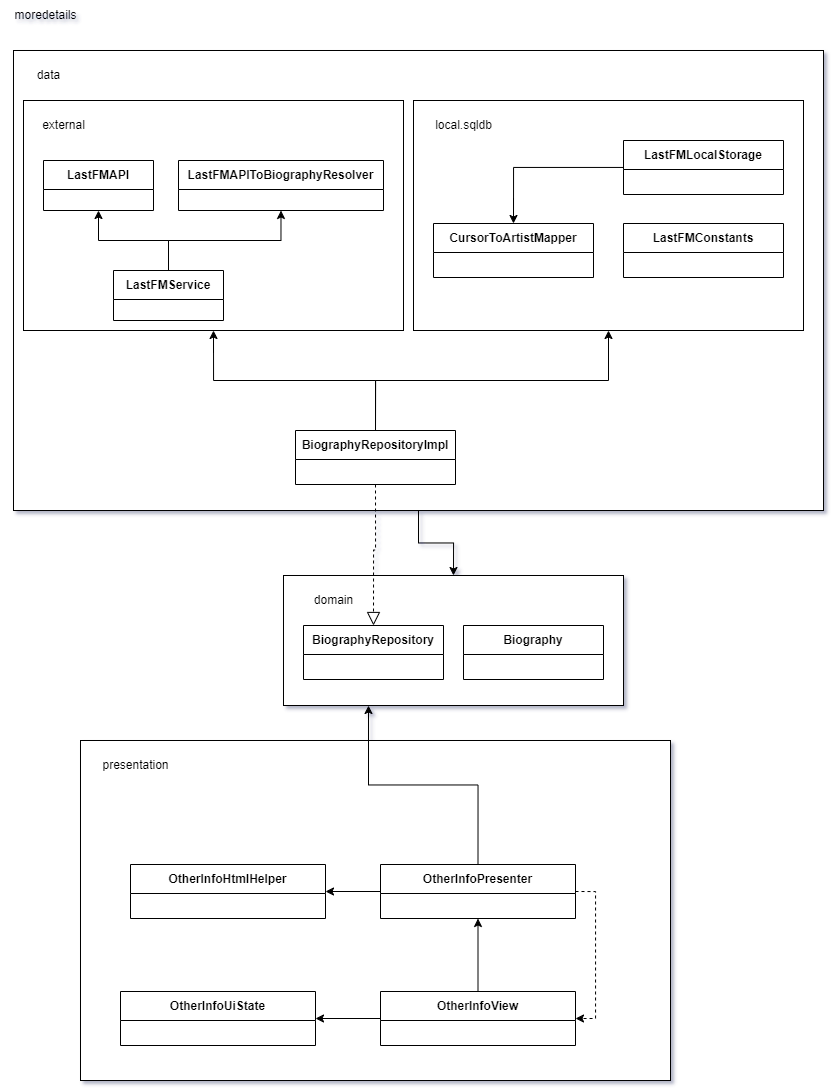 moredetails
data
external
local.sqldb
LastFMAPI
LastFMAPIToBiographyResolver
LastFMLocalStorage
CursorToArtistMapper
LastFMConstants
LastFMService
BiographyRepositoryImpl
domain
BiographyRepository
Biography
presentation
OtherInfoHtmlHelper
OtherInfoPresenter
OtherInfoUiState
OtherInfoView